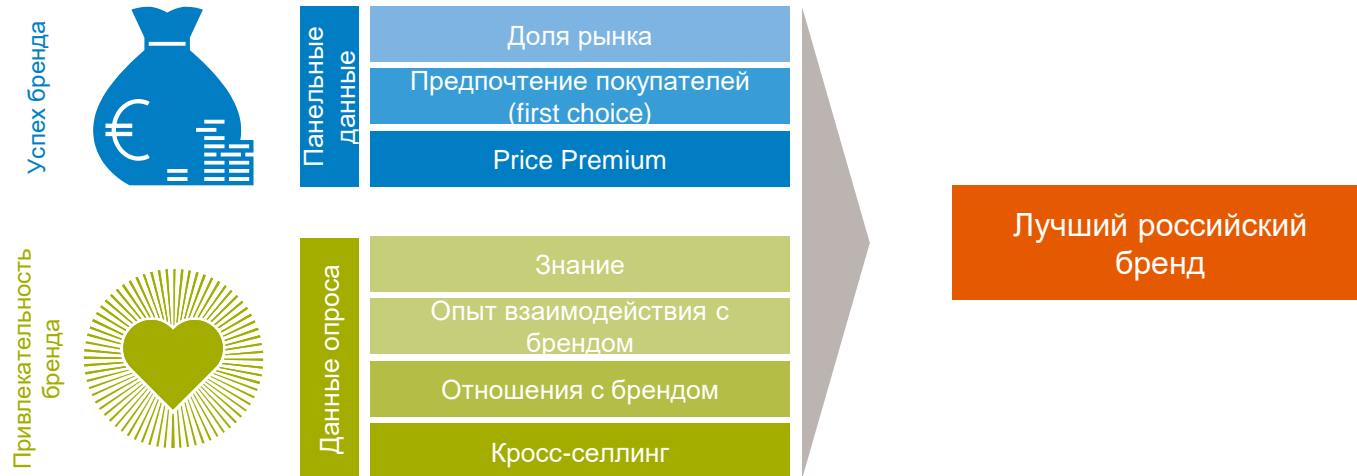 Успех бренда
€
Панельные
данные
Доля рынка
Предпочтение покупателей
(first choice)
Price Premium
Привлекательность
бренда
Данные опроса
Знание
Опыт взаимодействия с
брендом
Отношения с брендом
Кросс-селлинг
Лучший российский
бренд